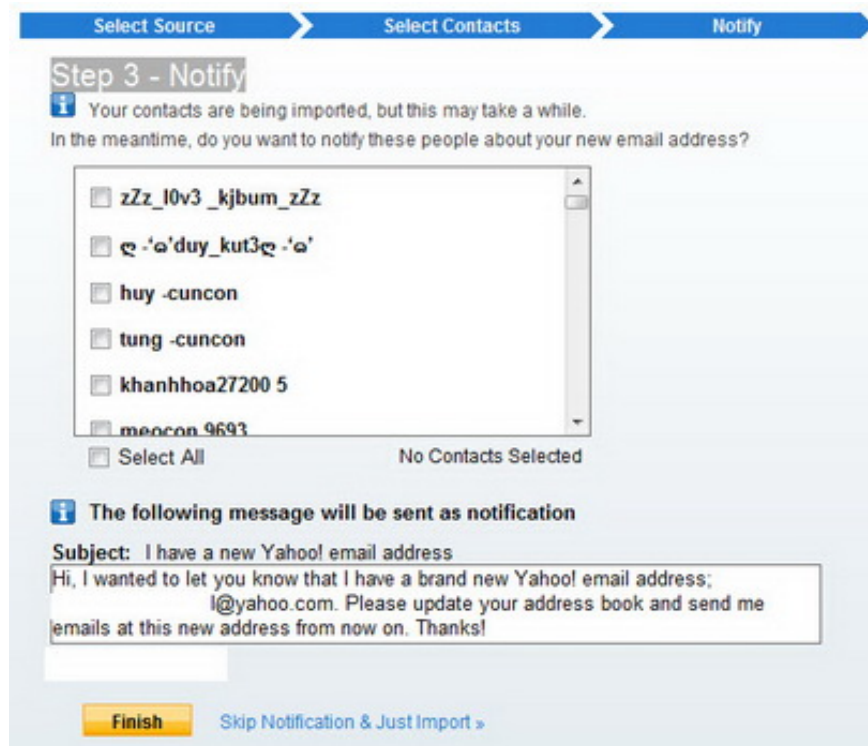 Select Source Select Contacts Notify
Step 3 - Notify
Your contacts are being imported, but this may take a while.
In the meantime, do you want to notify these people about your new email address?
zZz_l0v3 _kjbum_zZz
ღ -‘ώ’duy_kut3ღ -‘ώ’
huy -cuncon
tung -cuncon
khanhhoa27200 5
meocon 9693
Select All No Contacts Selected
The following message will be sent as notification
Subject: I have a new Yahoo! email address
Hi, I wanted to let you know that I have a brand new Yahoo! email address;
l@yahoo.com. Please update your address book and send me
emails at this new address from now on. Thanks!
Finish Skip Notification & Just Import »